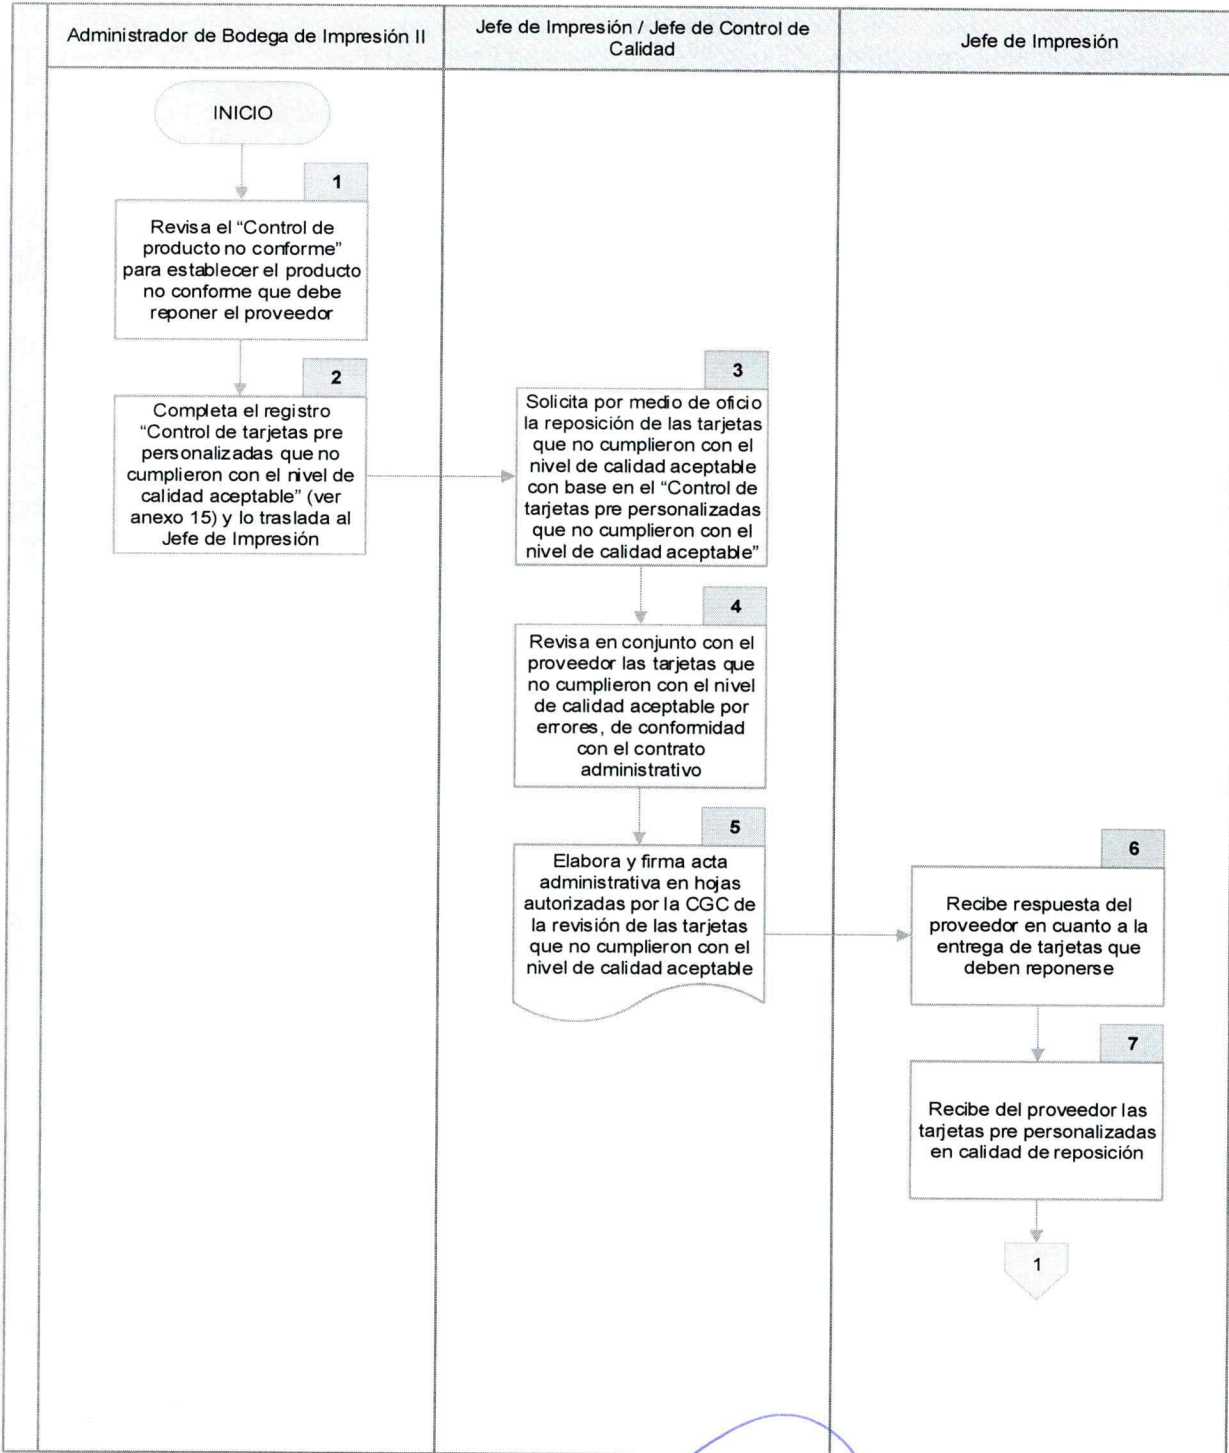 Administrador de Bodega de Impresión II
Jefe de Impresión / Jefe de Control de
Calidad
Jefe de Impresión
INICIO
1
Revisa el “Control de
producto no conforme”
para establecer el producto
no conforme que debe
reponer el proveedor
2
Completa el registro
“Control de tarjetas pre
personalizadas que no
cumplieron con el nivel de
calidad aceptable” (ver
anexo 15) y lo traslada al
Jefe de Impresión
3
Solicita por medio de oficio
la reposición de las tarjetas
que no cumplieron con el
nivel de calidad aceptable
con base en el “Control de
tarjetas pre personalizadas
que no cumplieron con el
nivel de calidad aceptable”
4
Revisa en conjunto con el
proveedor las tarjetas que
no cumplieron con el nivel
de calidad aceptable por
errores, de conformidad
con el contrato
administrativo
5
Elabora y firma acta
administrativa en hojas
autorizadas por la CGC de
la revisión de las tarjetas
que no cumplieron con el
nivel de calidad aceptable
6
Recibe respuesta del
proveedor en cuanto a la
entrega de tarjetas que
deben reponerse
7
Recibe del proveedor las
tarjetas pre personalizadas
en calidad de reposición
1